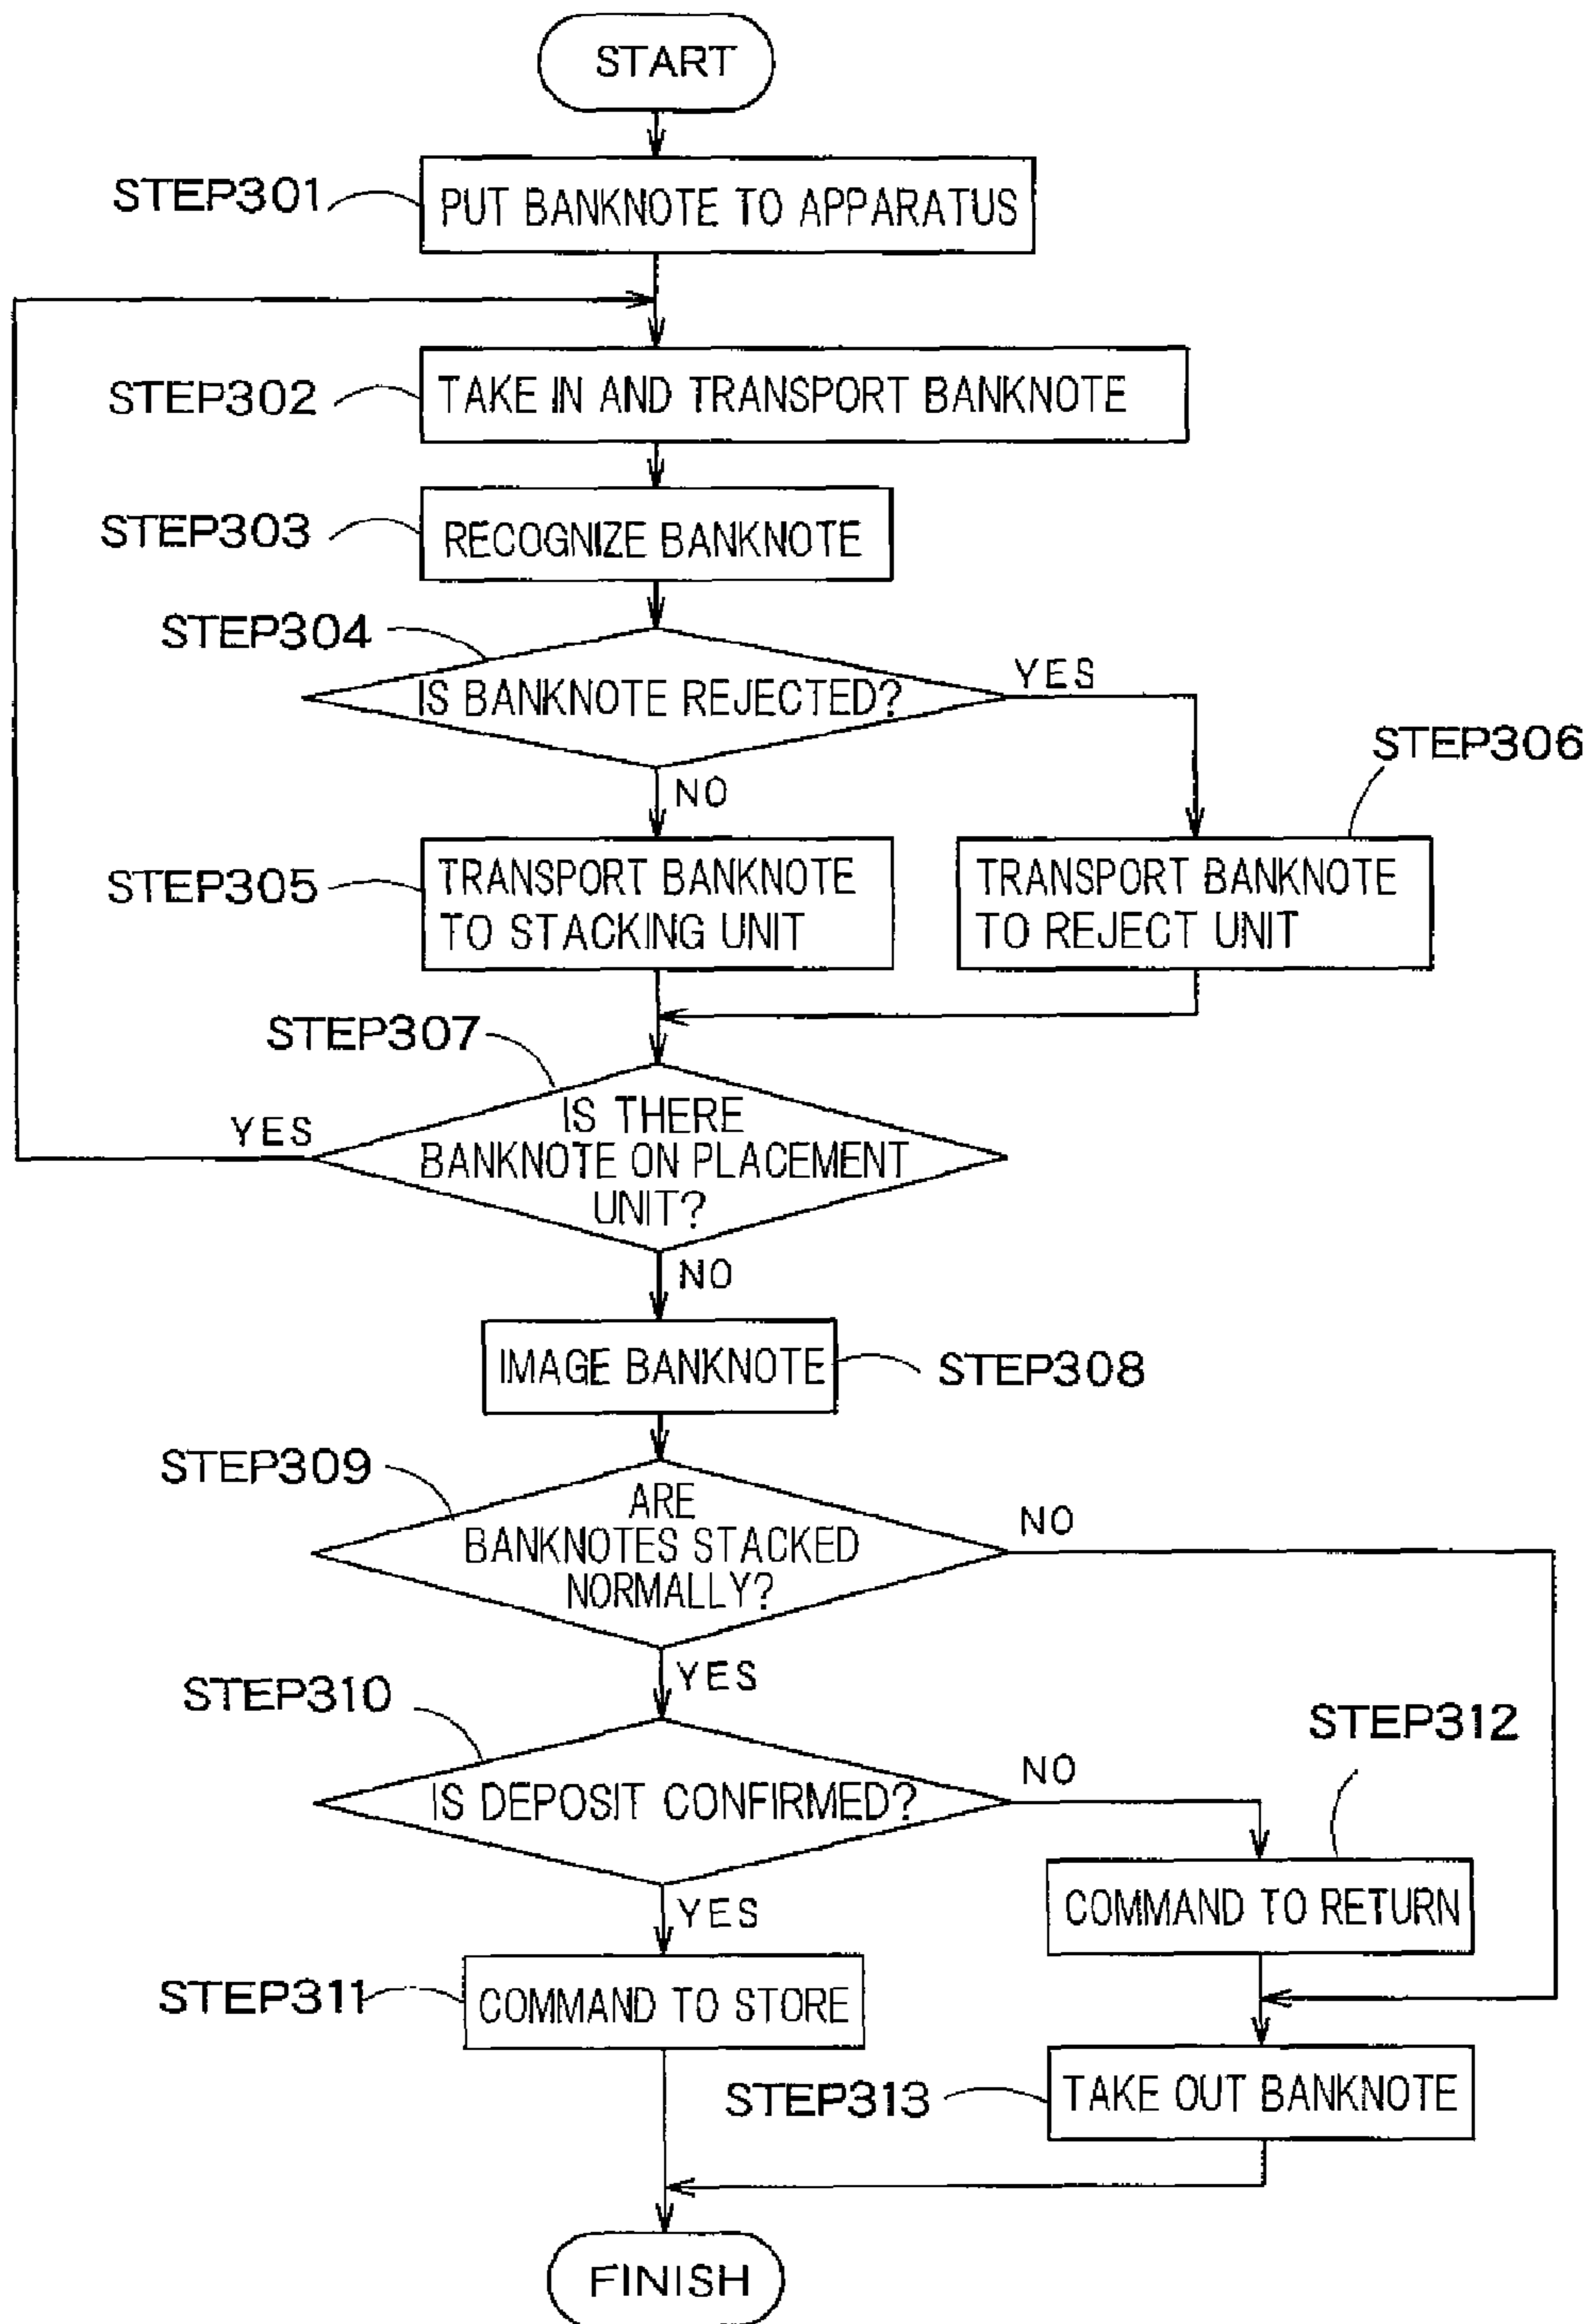 START
STEP301
PUT BANKNOTE TO APPARATUS
STEP302
TAKE IN AND TRANSPORT BANKNOTE
STEP303
RECOGNIZE BANKNOTE
STEP304
IS BANKNOTE REJECTED?
YES
NO
STEP306
STEP305
TRANSPORT BANKNOTE
TO STACKING UNIT
TRANSPORT BANKNOTE
TO REJECT UNIT
STEP307
IS THERE
BANKNOTE ON PLACEMENT
UNIT?
YES
NO
IMAGE BANKNOTE
STEP308
STEP309
ARE
BANKNOTES STACKED
NORMALLY?
NO
YES
STEP310
IS DEPOSIT CONFIRMED?
NO
STEP312
YES
COMMAND TO RETURN
STEP311
COMMAND TO STORE
STEP313
TAKE OUT BANKNOTE
FINISH